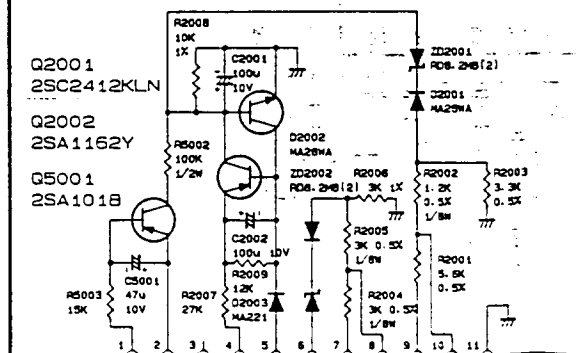 Q2001
2SC2412KLN
Q2002
2SA1162Y
Q5001
2SA1018
R2008
10K
1%
C2001
100u
10V
ZD2001
RD8.2MB(2)
D2001
MA29WA
R5002
100K
1/2W
D2002
MA28WA
ZD2002
RD8.2MB(2)
R2006
3K 1%
R2002
1.2K
0.5%
1/8W
R2003
3.3K
0.5%
C2002
100u 10V
R2005
3K 0.5%
1/8W
R2009
12K
R2001
5.6K
0.5%
C5001
47u
10V
R5003
15K
R2007
27K
D2003
MA221
R2004
3K 0.5%
1/8W
1 2 3 4 5 6 7 8 9 10 11